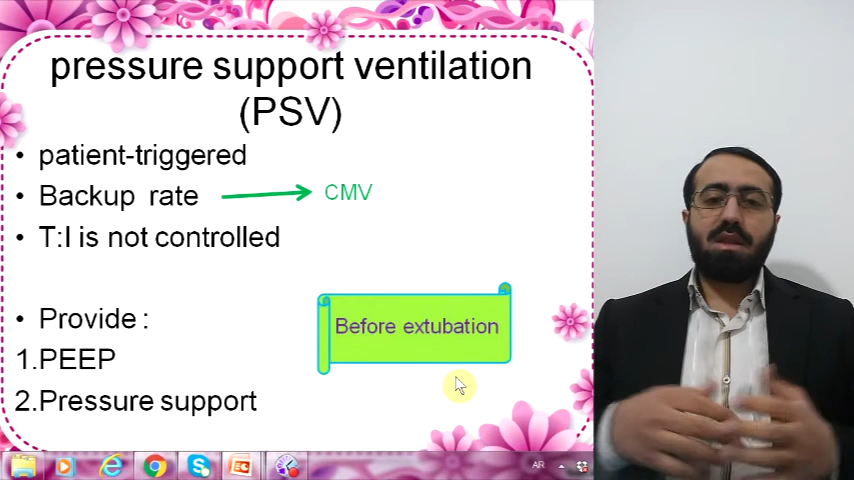 pressure support ventilation
(PSV)
• patient-triggered
• Backup rate CMV
• T:I is not controlled
• Provide :
Before extubation
1.PEEP
2.Pressure support
AR